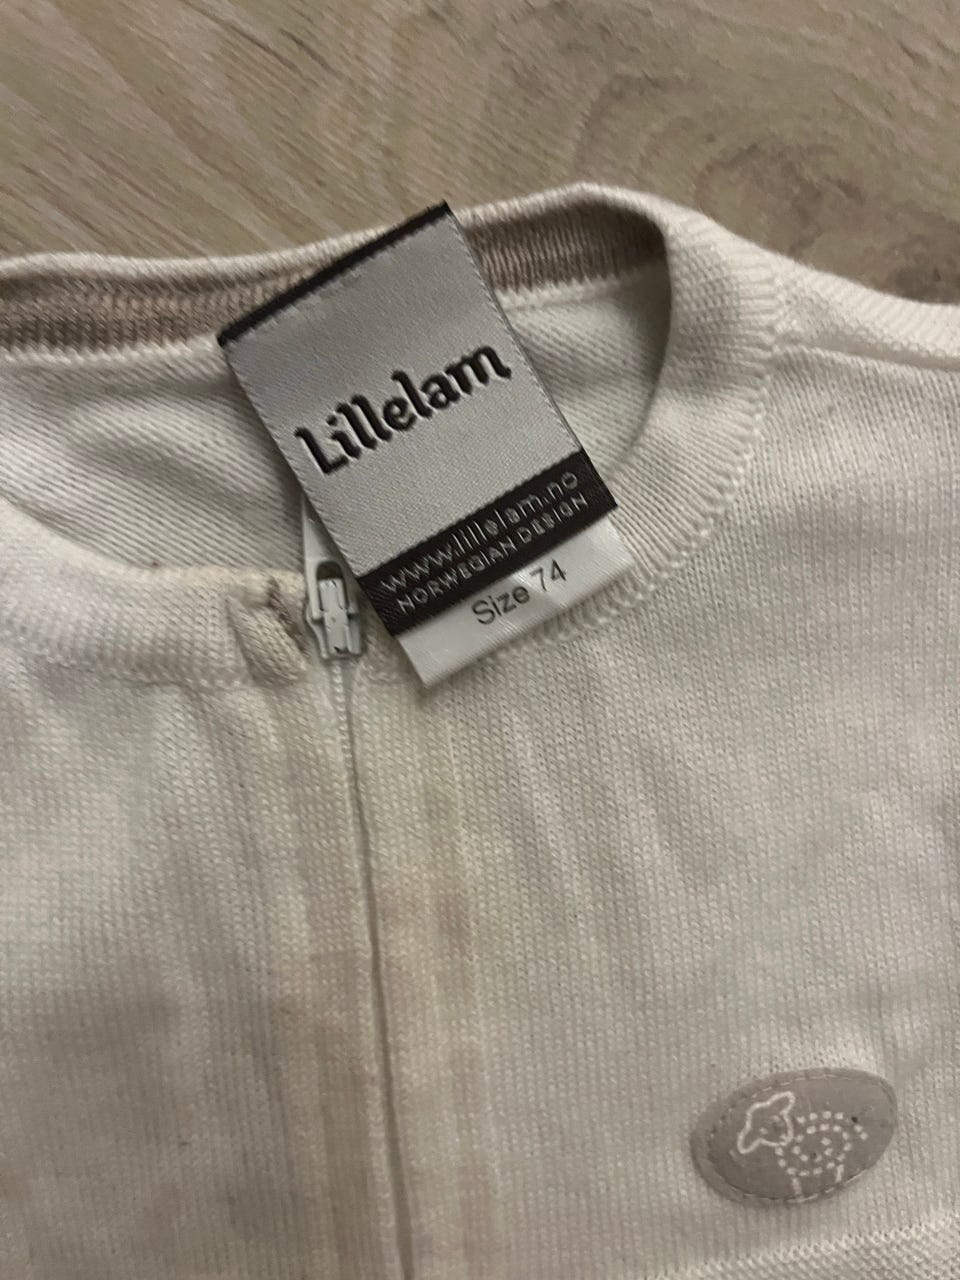 Lillelam
www.lillelam.no
NORWEGIAN DESIGN
Size 74